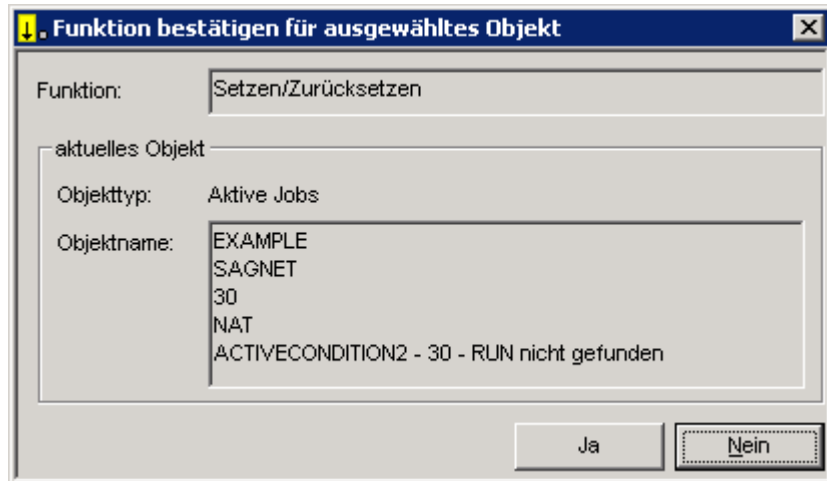 Funktion bestätigen für ausgewähltes Objekt
Funktion: Setzen/Zurücksetzen
aktuelles Objekt
Objekttyp: Aktive Jobs
Objektname: EXAMPLE
SAGNET
30
NAT
ACTIVECONDITION2 - 30 - RUN nicht gefunden
Ja Nein